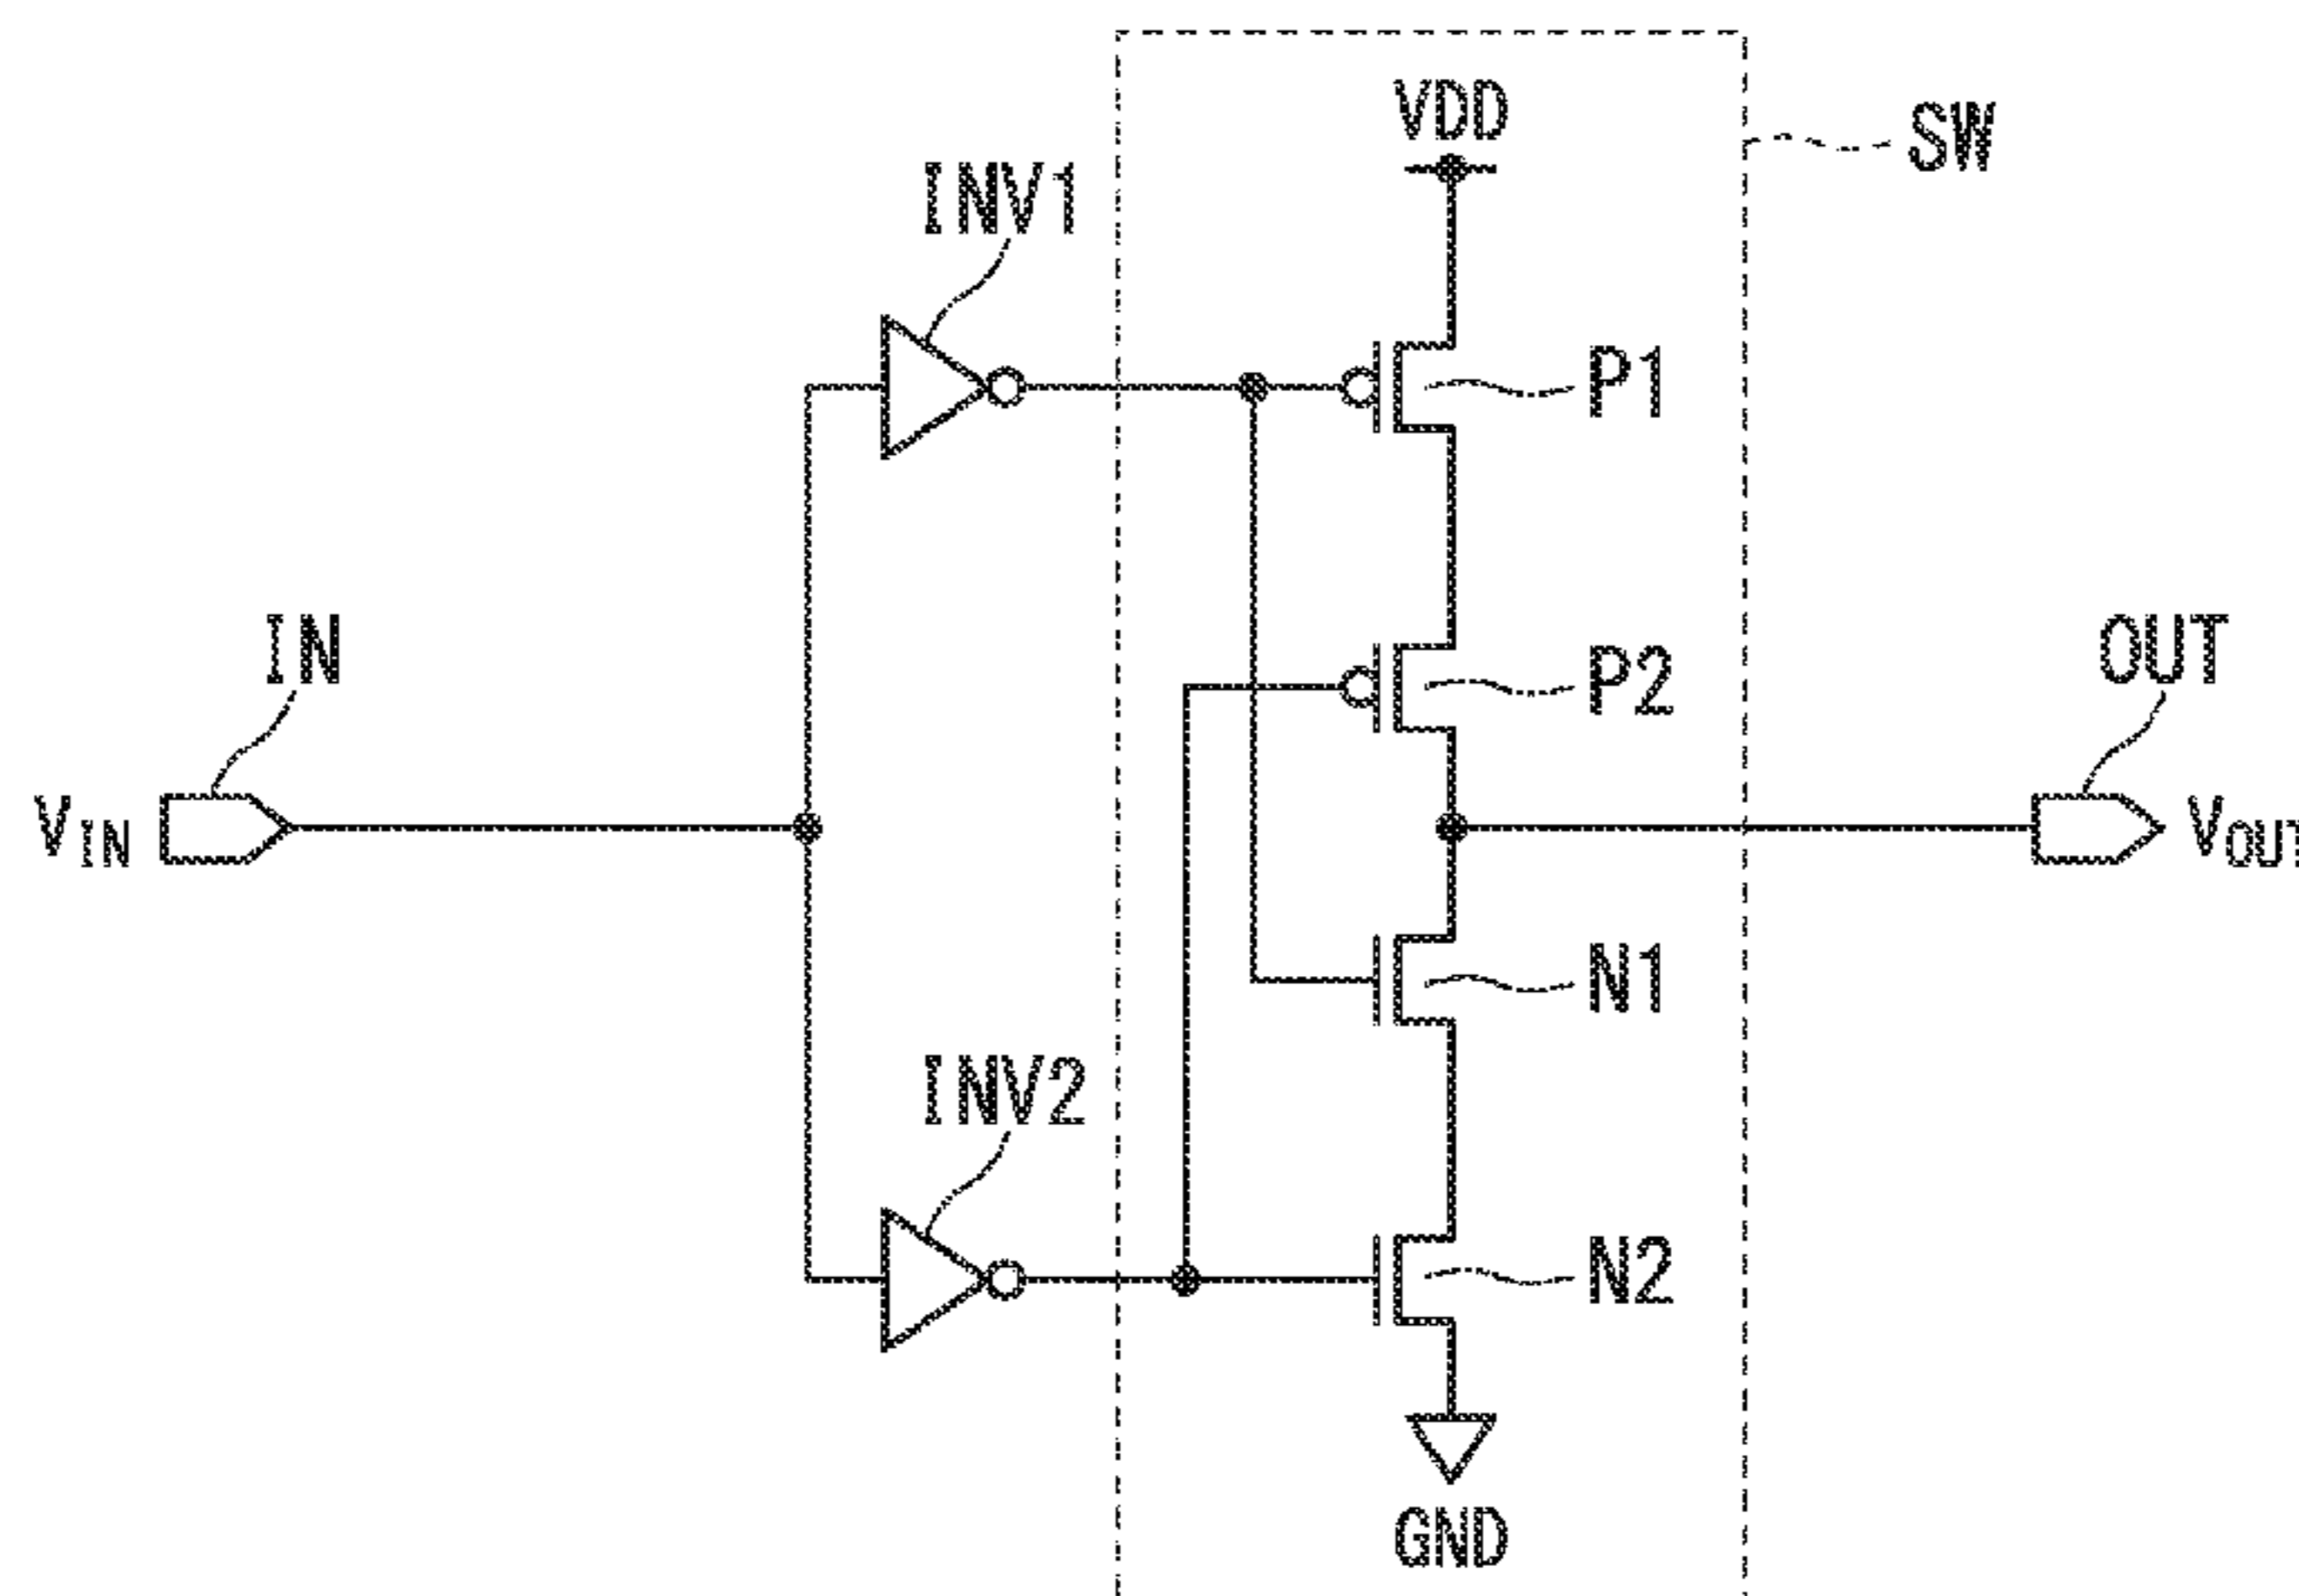 VDD
SW
INV1
P1
IN
P2
OUT
VIN
VOUT
N1
INV2
N2
GND